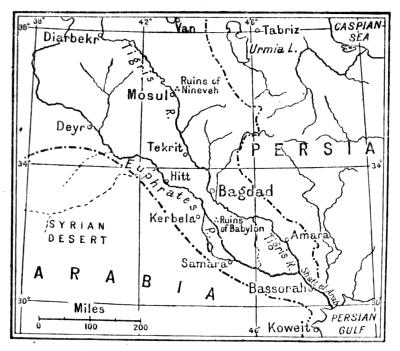 38
42
46
38
Diarbekr
Van
Tabriz
CASPIAN
SEA
Urmia L.
Tigris
R.
Ruins of
Nineveh
Mosul
Deyr
Tekrit
PERSIA
34
34
Euphrates
R.
Hitt
Bagdad
Kerbela
Ruins
of Babylon
SYRIAN
DESERT
Tigris R.
Amara
Samara
Shatt el Arab
ARABIA
Bassorah
30
30
Miles
0 100 200
46
Koweit
PERSIAN
GULF